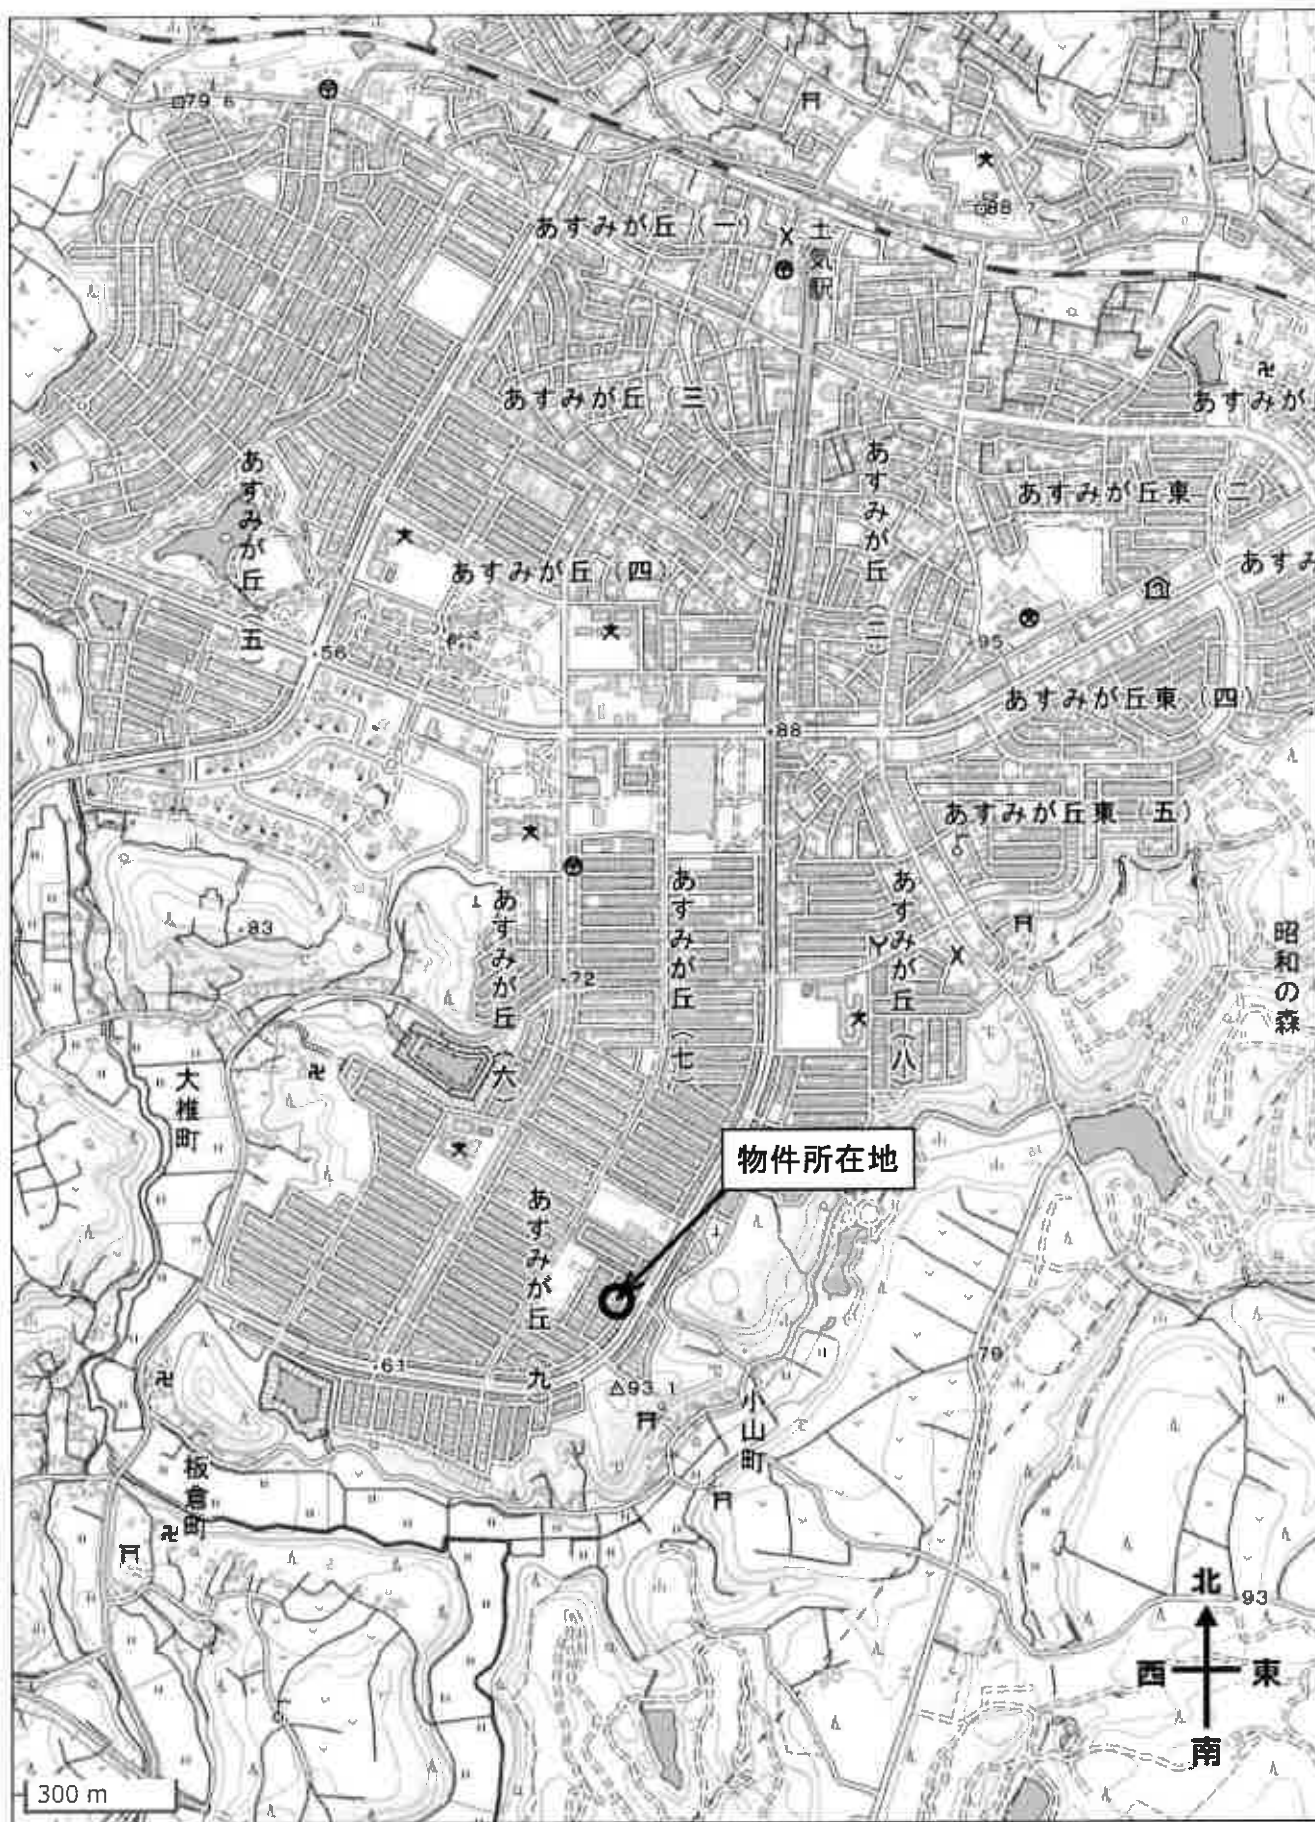 79.6
88.7
あすみが丘(一)
土気駅
あすみが丘(三)
あすみが
あすみが丘(五)
あすみが丘(二)
あすみが丘東(二)
あすみが丘(四)
あすみ
56
95
あすみが丘東(四)
88
あすみが丘東(五)
83
あすみが丘(六)
あすみが丘(七)
あすみが丘(八)
昭和の森
72
大椎町
物件所在地
あすみが丘(九)
61
79
93.1
小山町
板倉町
北
93
西
東
南
300 m